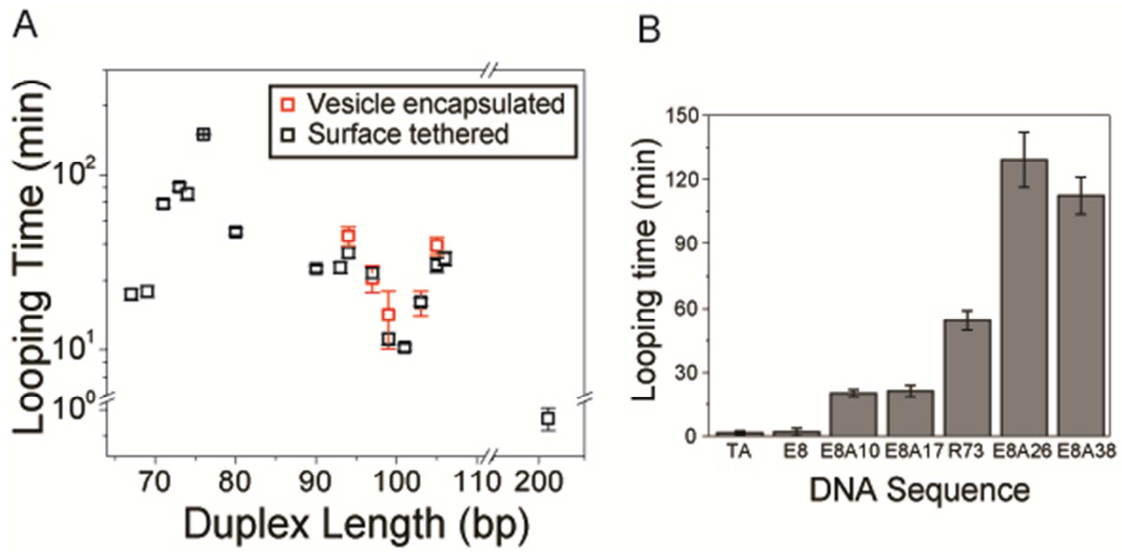 A
B
Looping Time (min)
Vesicle encapsulated
Surface tethered
10²
10¹
0
10⁰
70 80 90 100 110 200
Duplex Length (bp)
Looping time (min)
150
120
90
60
30
0
TA E8 E8A10 E8A17 R73 E8A26 E8A38
DNA Sequence